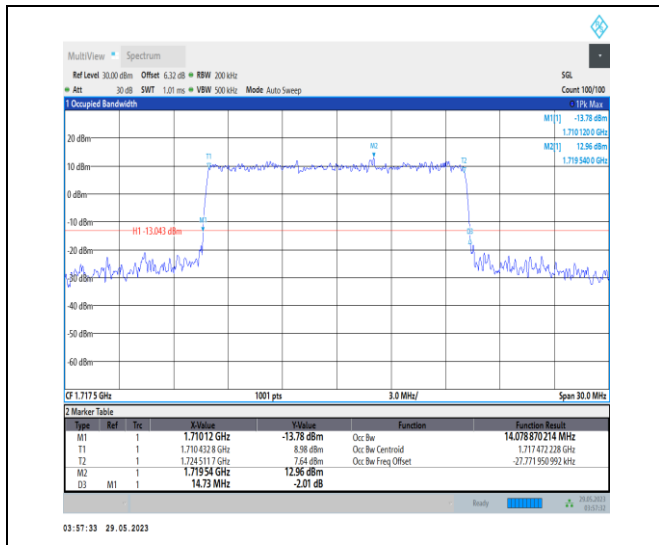 MultiView Spectrum
Ref Level 30.00 dBm Offset 6.32 dB RBW 200 kHz SGL
Att 30 dB SWT 1.01 ms VBW 500 kHz Mode Auto Sweep Count 100/100
1 Occupied Bandwidth 1Pk Max
M1[1] -13.78 dBm
1.710 120 0 GHz
M2[1] 12.96 dBm
1.719 540 0 GHz
20 dBm
M2
T1 T2
10 dBm
0 dBm
-10 dBm
M1
H1 -13.043 dBm D3
-20 dBm
-30 dBm
-40 dBm
-50 dBm
-60 dBm
CF 1.717 5 GHz 1001 pts 3.0 MHz/ Span 30.0 MHz
2 Marker Table
Type Ref Trc X-Value Y-Value Function Function Result
M1 1 1.710 12 GHz -13.78 dBm Occ Bw 14.078 870 214 MHz
T1 1 1.710 432 8 GHz 8.98 dBm Occ Bw Centroid 1.717 472 228 GHz
T2 1 1.724 511 7 GHz 7.64 dBm Occ Bw Freq Offset -27.771 950 992 kHz
M2 1 1.719 54 GHz 12.96 dBm
D3 M1 1 14.73 MHz -2.01 dB
Ready 29.05.2023
03:57:32
03:57:33 29.05.2023